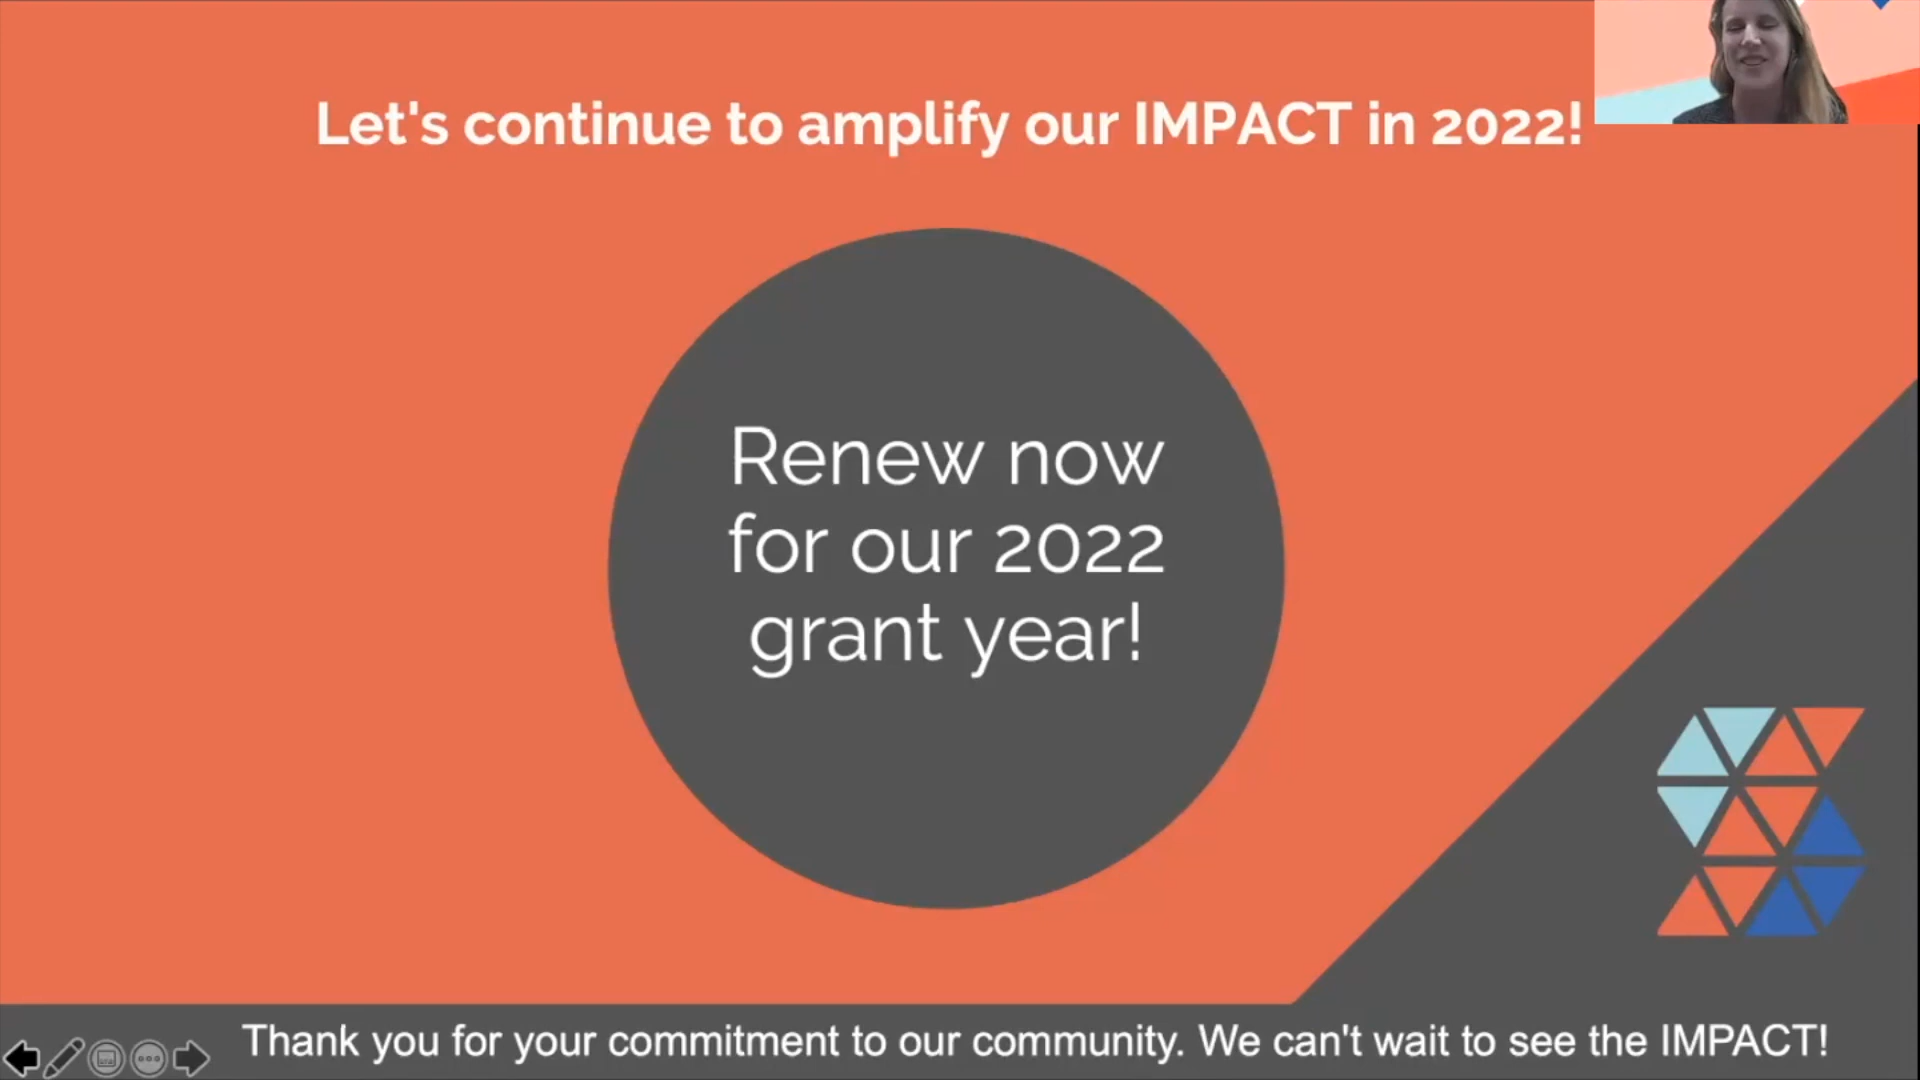 Let's continue to amplify our IMPACT in 2022!
Renew now
for our 2022
grant year!
Thank you for your commitment to our community. We can't wait to see the IMPACT!